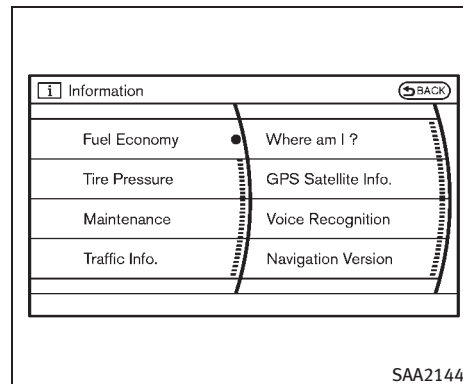 i Information
BACK
Fuel Economy
Where am I ?
Tire Pressure
GPS Satellite Info.
Maintenance
Voice Recognition
Traffic Info.
Navigation Version
SAA2144